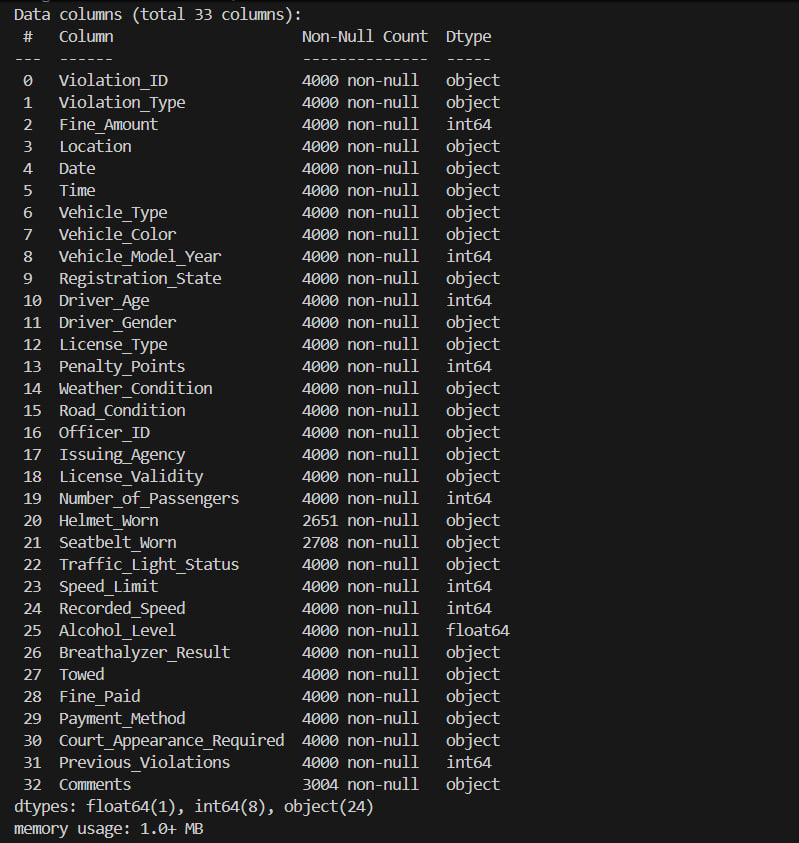 Data columns (total 33 columns):
 #   Column                    Non-Null Count  Dtype
---  ------                    --------------  -----
 0   Violation_ID              4000 non-null   object
 1   Violation_Type            4000 non-null   object
 2   Fine_Amount               4000 non-null   int64
 3   Location                  4000 non-null   object
 4   Date                      4000 non-null   object
 5   Time                      4000 non-null   object
 6   Vehicle_Type              4000 non-null   object
 7   Vehicle_Color             4000 non-null   object
 8   Vehicle_Model_Year        4000 non-null   int64
 9   Registration_State        4000 non-null   object
 10  Driver_Age                4000 non-null   int64
 11  Driver_Gender             4000 non-null   object
 12  License_Type              4000 non-null   object
 13  Penalty_Points            4000 non-null   int64
 14  Weather_Condition         4000 non-null   object
 15  Road_Condition            4000 non-null   object
 16  Officer_ID                4000 non-null   object
 17  Issuing_Agency            4000 non-null   object
 18  License_Validity          4000 non-null   object
 19  Number_of_Passengers      4000 non-null   int64
 20  Helmet_Worn               2651 non-null   object
 21  Seatbelt_Worn             2708 non-null   object
 22  Traffic_Light_Status      4000 non-null   object
 23  Speed_Limit               4000 non-null   int64
 24  Recorded_Speed            4000 non-null   int64
 25  Alcohol_Level             4000 non-null   float64
 26  Breathalyzer_Result       4000 non-null   object
 27  Towed                     4000 non-null   object
 28  Fine_Paid                 4000 non-null   object
 29  Payment_Method            4000 non-null   object
 30  Court_Appearance_Required 4000 non-null   object
 31  Previous_Violations       4000 non-null   int64
 32  Comments                  3004 non-null   object
dtypes: float64(1), int64(8), object(24)
memory usage: 1.0+ MB